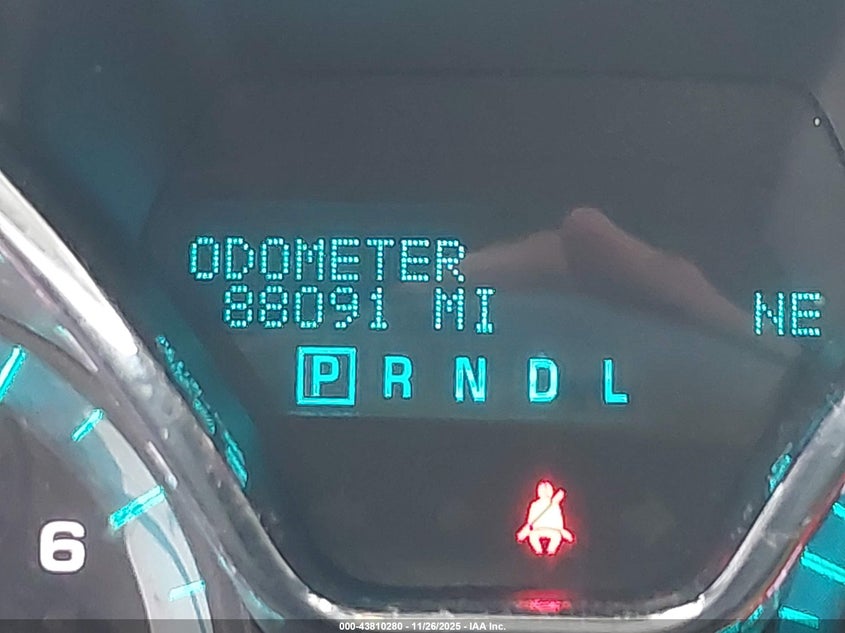 ODOMETER
88091 MI
NE
P R N D L
6
000-43810280 - 11/26/2025 - IAA Inc.